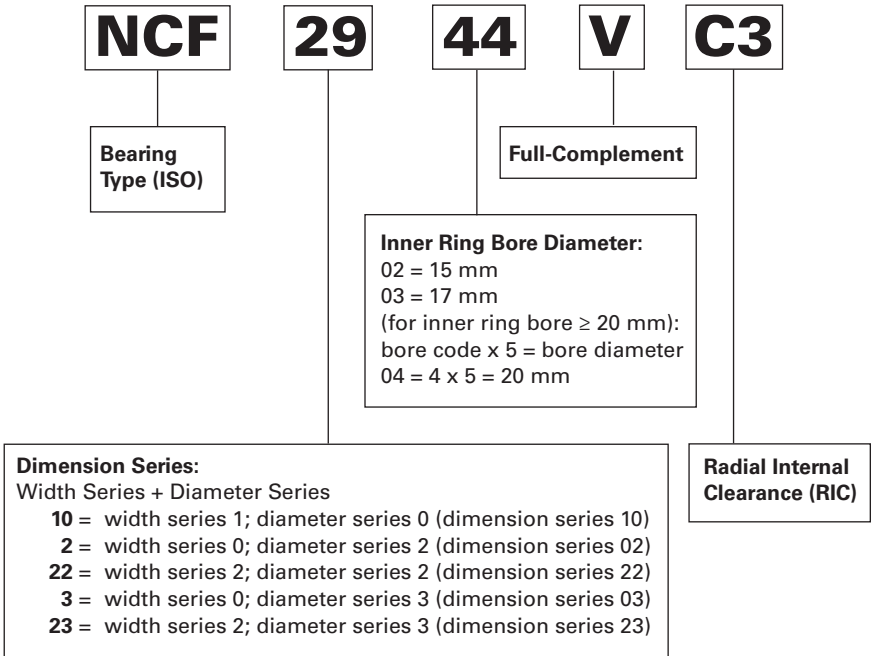 NCF 29 44 V C3
Bearing
Type (ISO)
Full-Complement
Inner Ring Bore Diameter:
02 = 15 mm
03 = 17 mm
(for inner ring bore ≥ 20 mm):
bore code x 5 = bore diameter
04 = 4 x 5 = 20 mm
Dimension Series:
Width Series + Diameter Series
10 = width series 1; diameter series 0 (dimension series 10)
2 = width series 0; diameter series 2 (dimension series 02)
22 = width series 2; diameter series 2 (dimension series 22)
3 = width series 0; diameter series 3 (dimension series 03)
23 = width series 2; diameter series 3 (dimension series 23)
Radial Internal
Clearance (RIC)